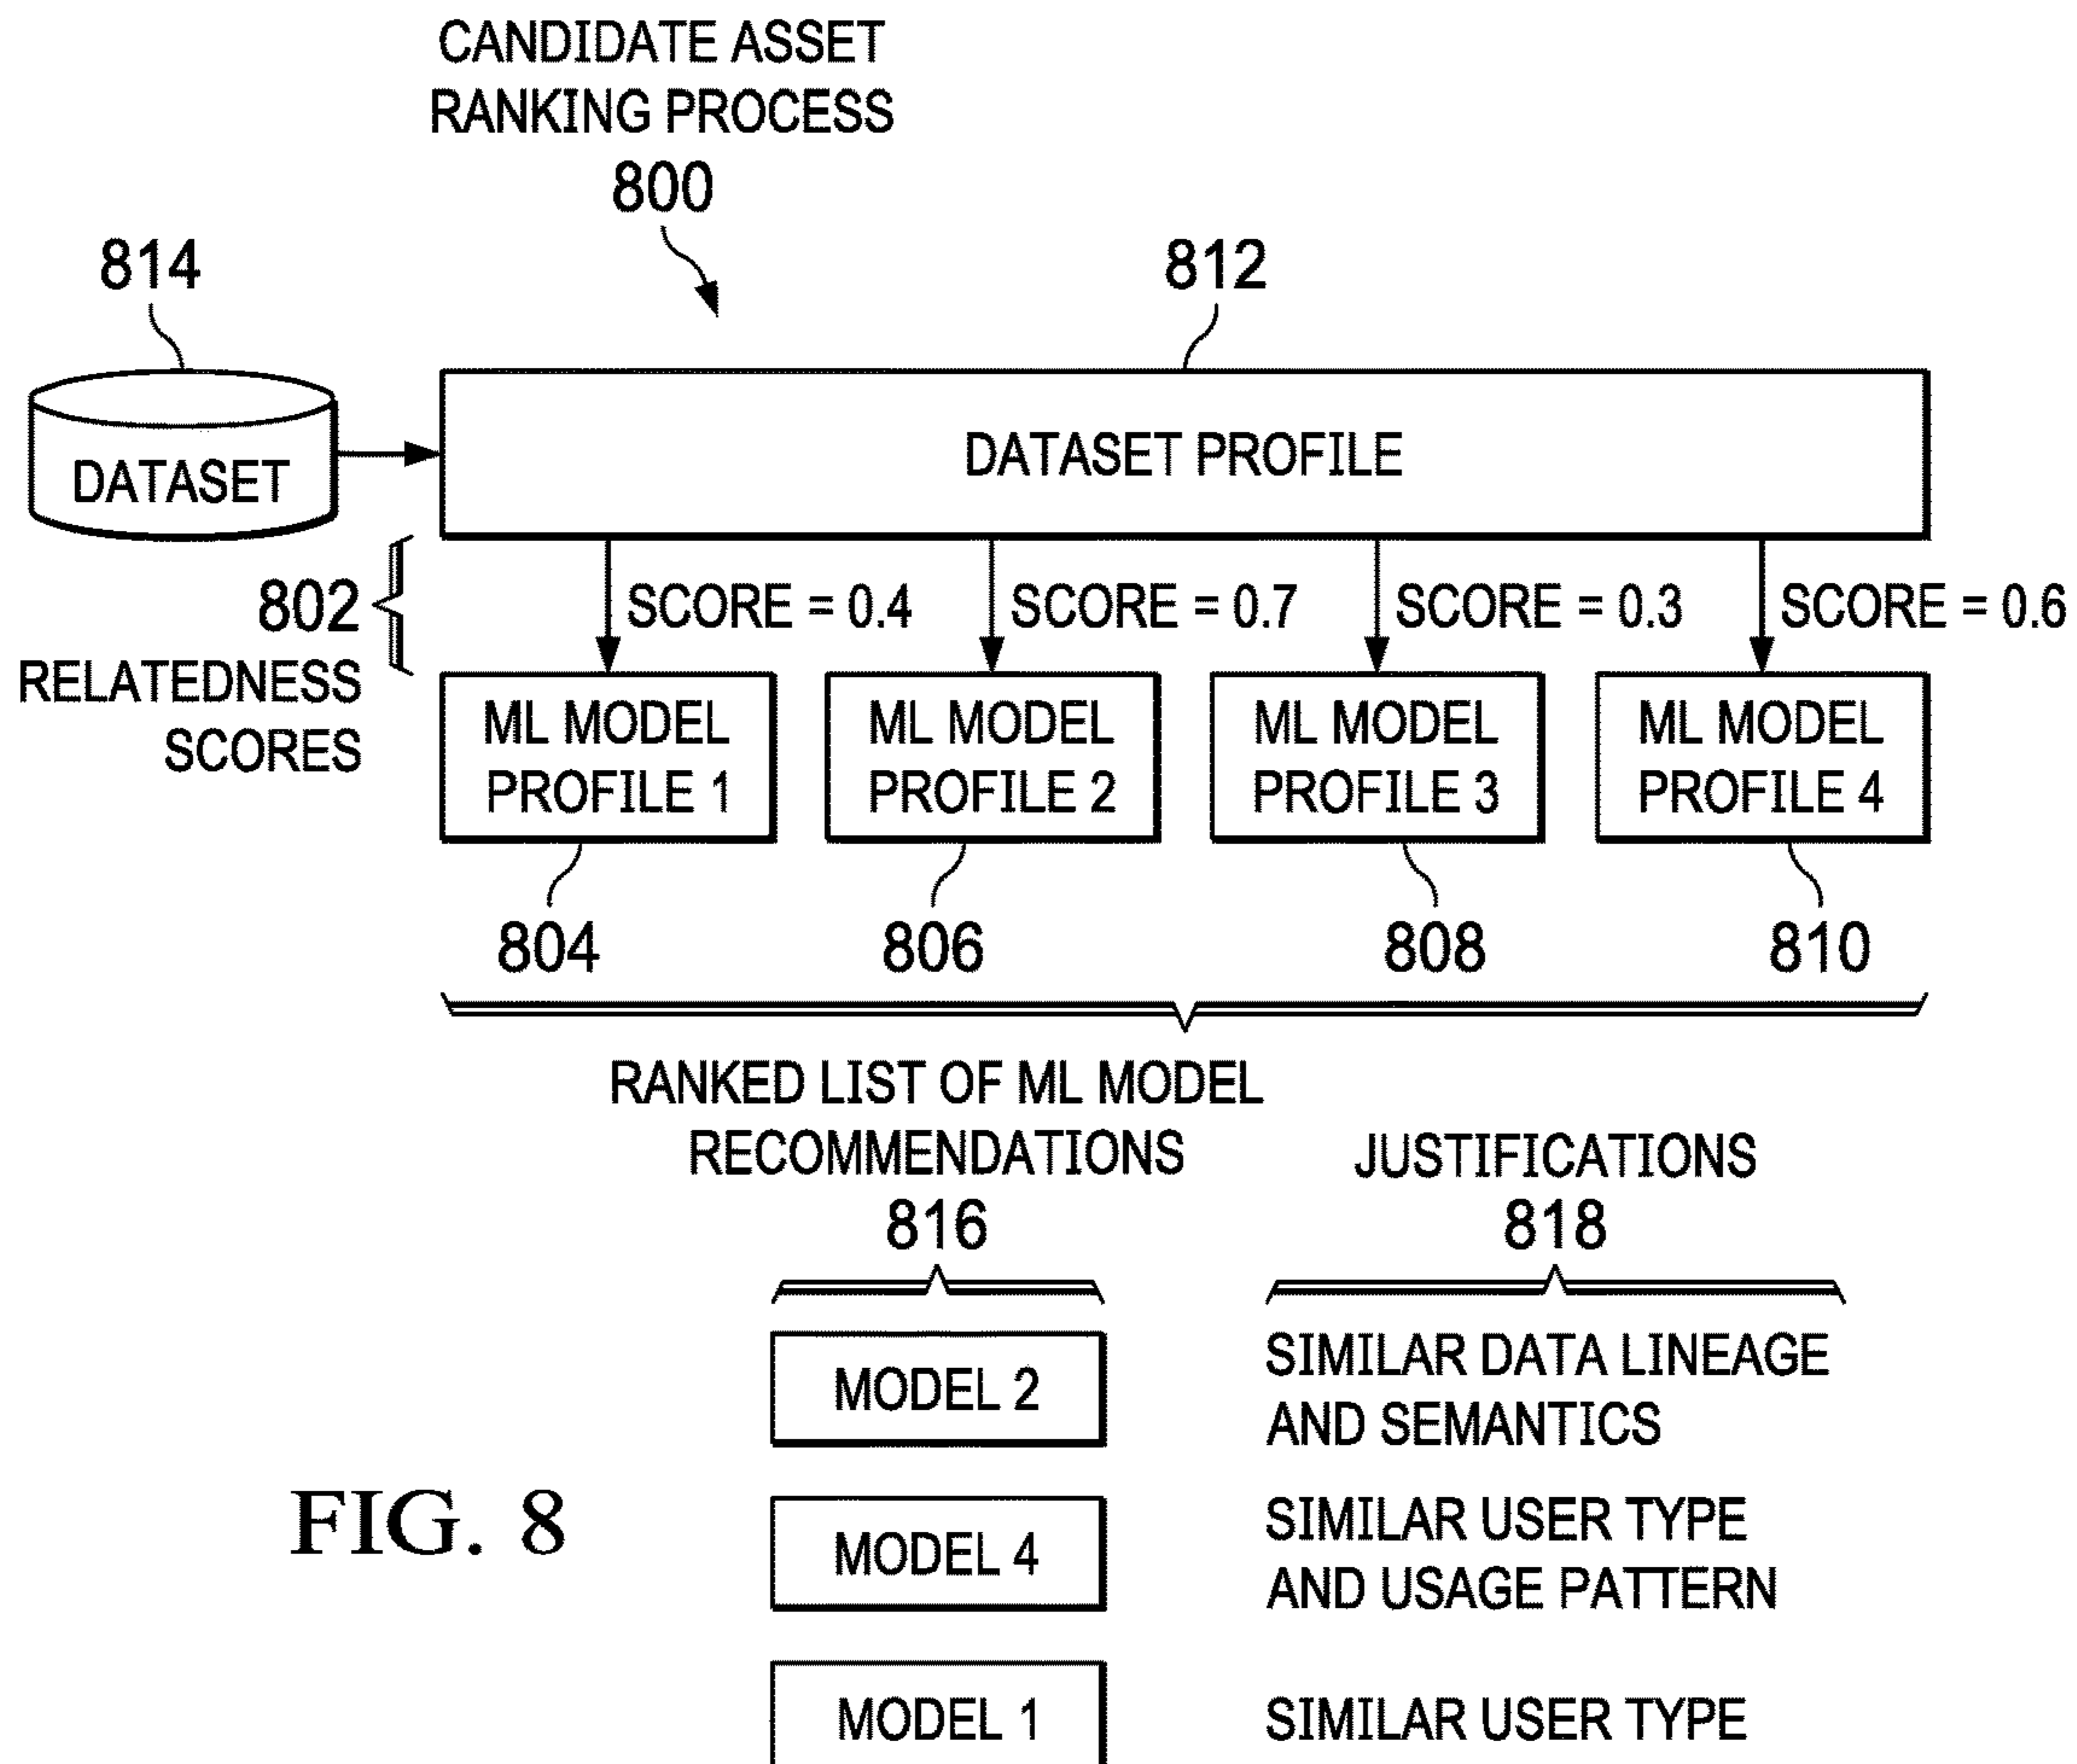 CANDIDATE ASSET
RANKING PROCESS
800
814
812
DATASET
DATASET PROFILE
802
RELATEDNESS
SCORES
SCORE = 0.4
SCORE = 0.7
SCORE = 0.3
SCORE = 0.6
ML MODEL
PROFILE 1
ML MODEL
PROFILE 2
ML MODEL
PROFILE 3
ML MODEL
PROFILE 4
804
806
808
810
RANKED LIST OF ML MODEL
RECOMMENDATIONS
816
JUSTIFICATIONS
818
MODEL 2
SIMILAR DATA LINEAGE
AND SEMANTICS
MODEL 4
SIMILAR USER TYPE
AND USAGE PATTERN
MODEL 1
SIMILAR USER TYPE
FIG. 8